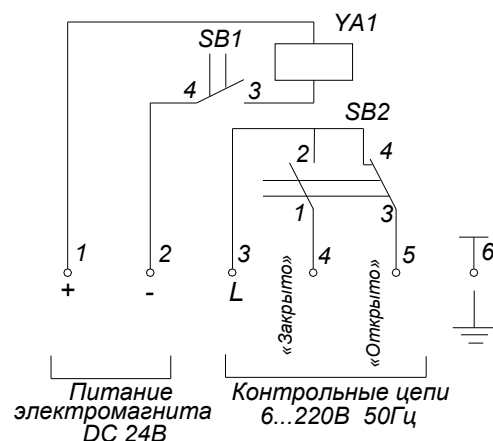 YA1
SB1
4 3
SB2
2 4
1 3
1 2 3 4 5 6
+ - L «Закрыто» «Открыто»
Питание
электромагнита
DC 24В
Контрольные цепи
6...220В 50Гц